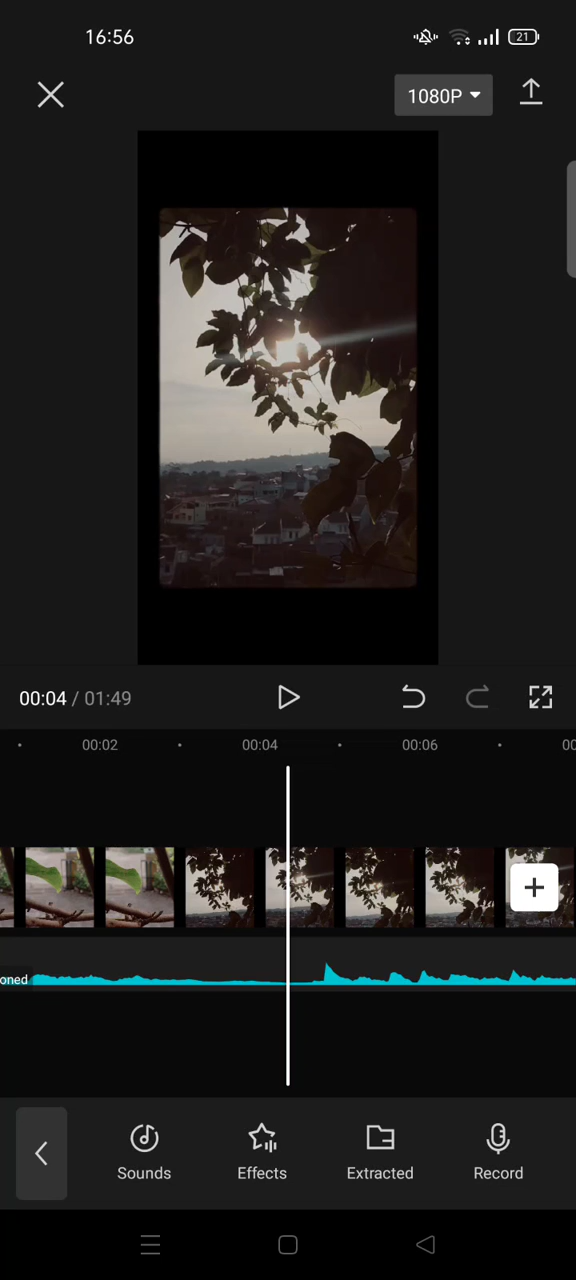 16:56
21
1080P
00:04 / 01:49
00:02
00:04
00:06
00
oned
Sounds
Effects
Extracted
Record